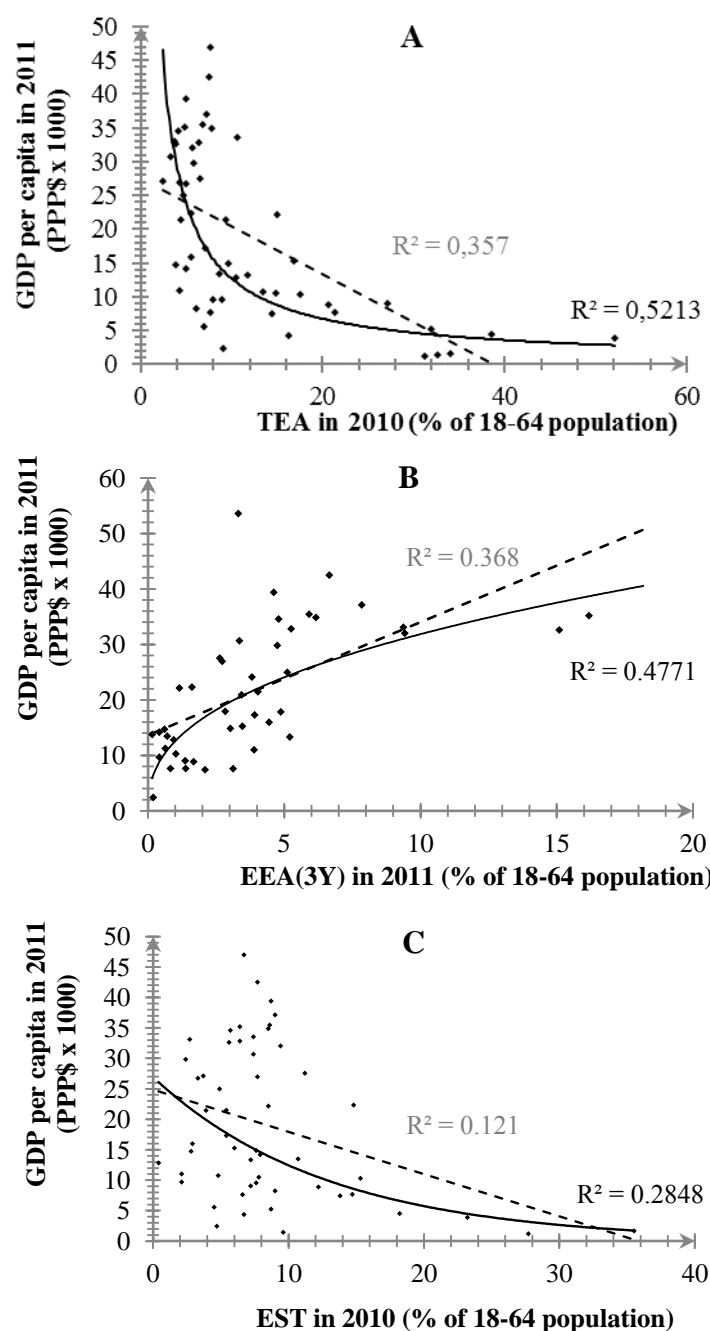 A
GDP per capita in 2011
(PPP$ x 1000)
50
45
40
35
30
25
20
15
10
5
0
R² = 0,357
R² = 0,5213
0
20
40
60
TEA in 2010 (% of 18-64 population)
B
GDP per capita in 2011
(PPP$ x 1000)
60
50
40
30
20
10
0
R² = 0.368
R² = 0.4771
0
5
10
15
20
EEA(3Y) in 2011 (% of 18-64 population)
C
GDP per capita in 2011
(PPP$ x 1000)
50
45
40
35
30
25
20
15
10
5
0
R² = 0.121
R² = 0.2848
0
10
20
30
40
EST in 2010 (% of 18-64 population)